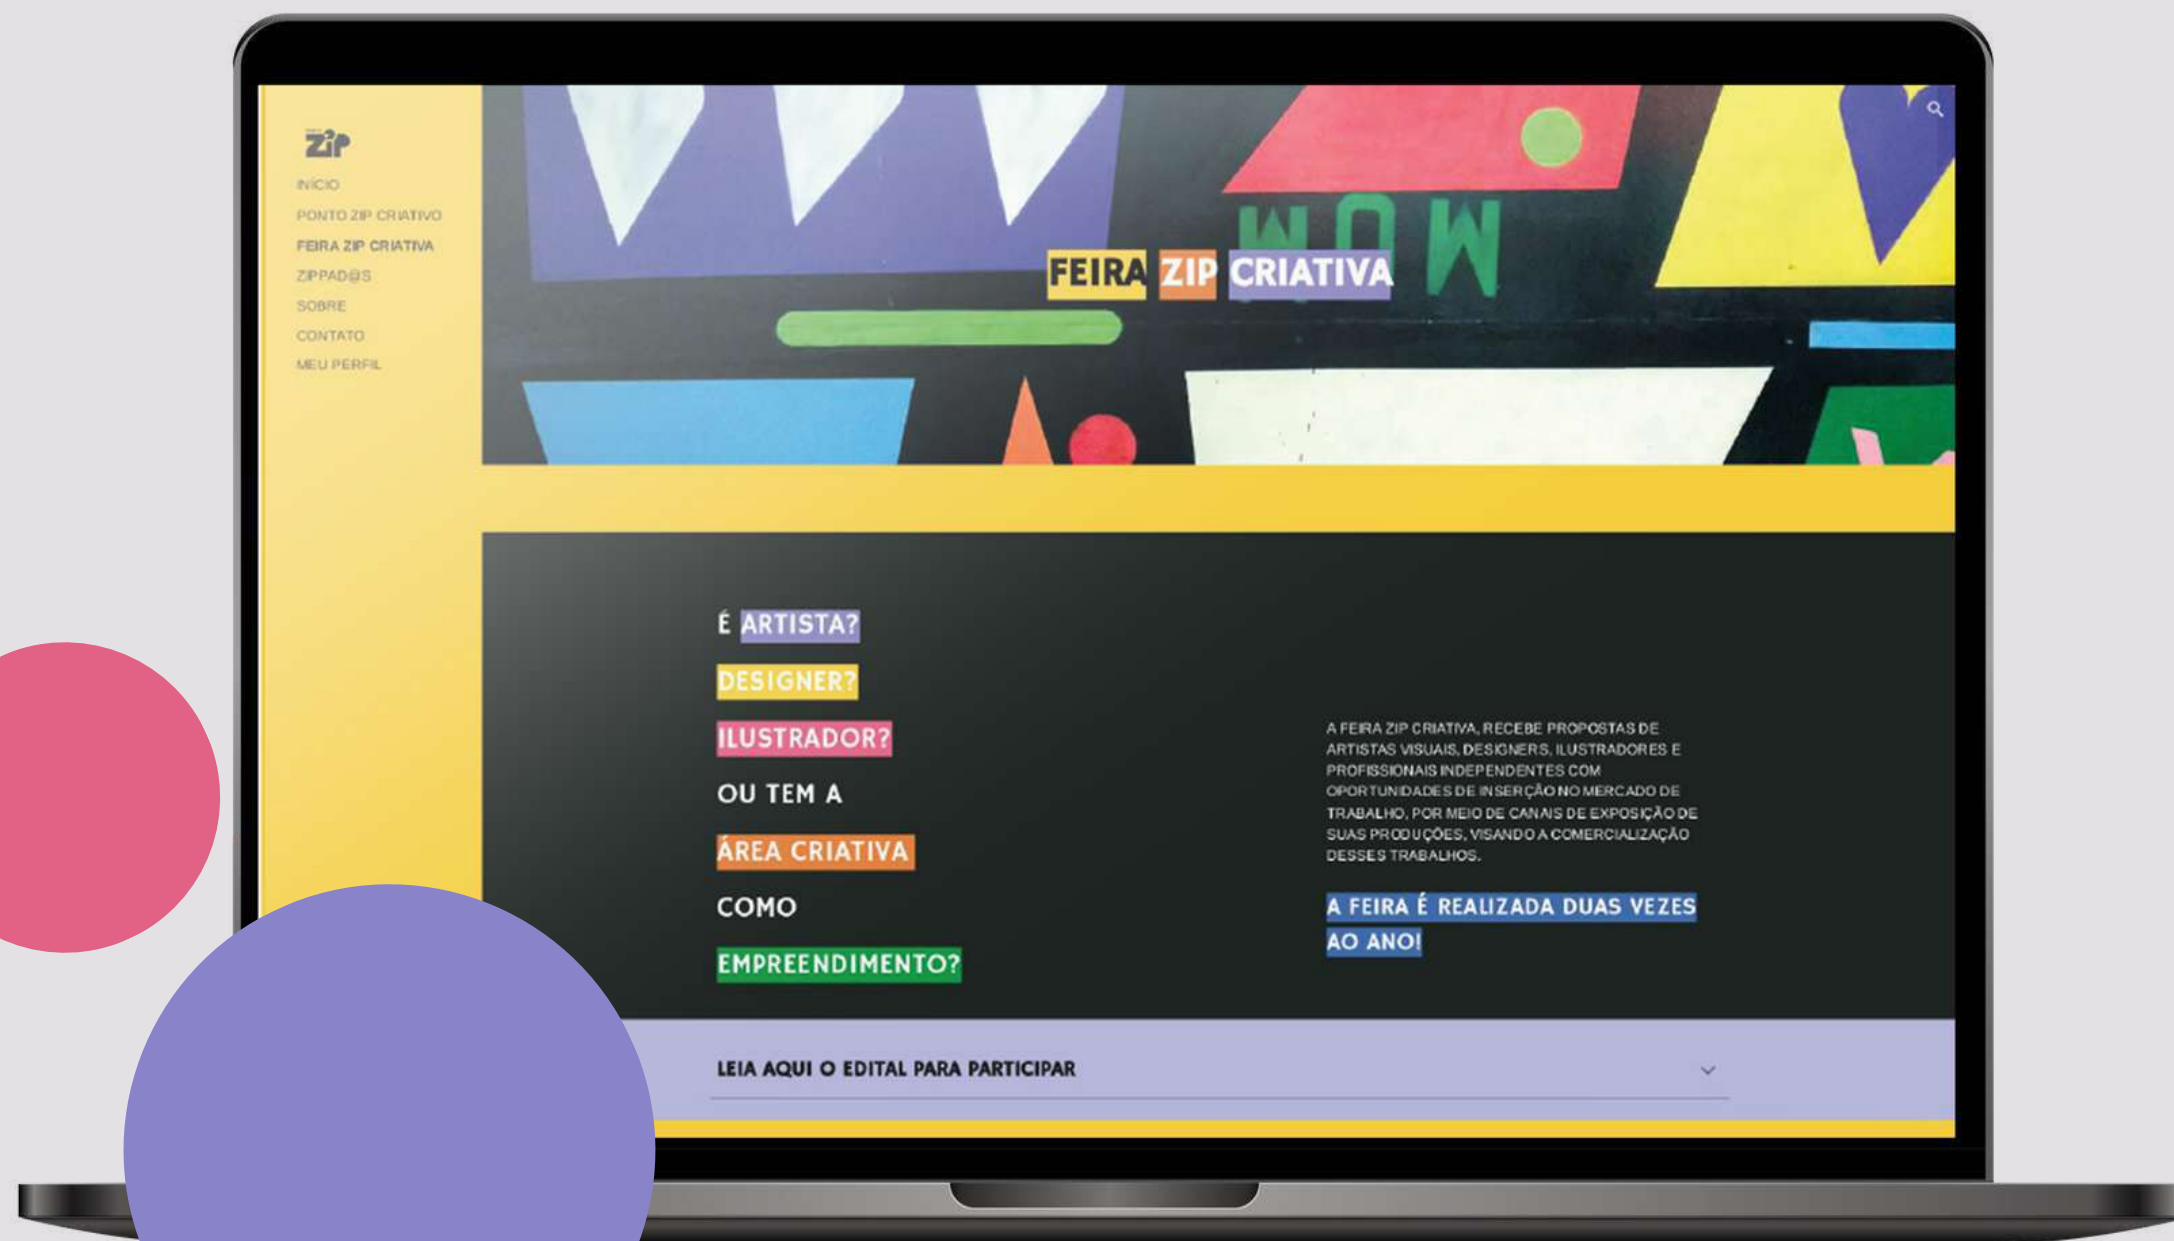 ZiP
INÍCIO
PONTO ZIP CRIATIVO
FEIRA ZIP CRIATIVA
ZIPPAD@S
SOBRE
CONTATO
MEU PERFIL
MUM
FEIRA ZIP CRIATIVA
É ARTISTA?
DESIGNER?
ILUSTRADOR?
OU TEM A
ÁREA CRIATIVA
COMO
EMPREENDIMENTO?
A FEIRA ZIP CRIATIVA, RECEBE PROPOSTAS DE
ARTISTAS VISUAIS, DESIGNERS, ILUSTRADORES E
PROFISSIONAIS INDEPENDENTES COM
OPORTUNIDADES DE INSERÇÃO NO MERCADO DE
TRABALHO, POR MEIO DE CANAIS DE EXPOSIÇÃO DE
SUAS PRODUÇÕES, VISANDO A COMERCIALIZAÇÃO
DESSES TRABALHOS.
A FEIRA É REALIZADA DUAS VEZES
AO ANO!
LEIA AQUI O EDITAL PARA PARTICIPAR